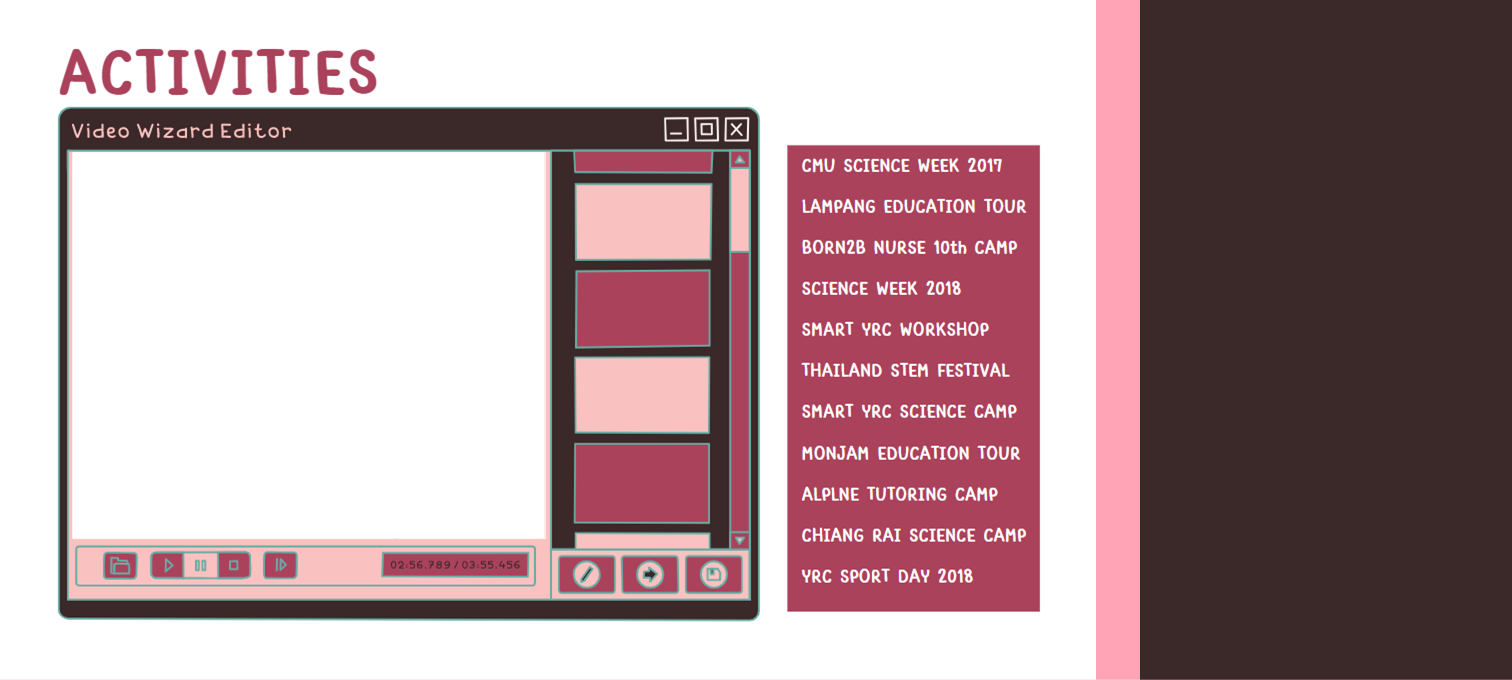 ACTIVITIES
Video Wizard Editor
CMU SCIENCE WEEK 2017
LAMPANG EDUCATION TOUR
BORN2B NURSE 10th CAMP
SCIENCE WEEK 2018
SMART YRC WORKSHOP
THAILAND STEM FESTIVAL
SMART YRC SCIENCE CAMP
MONJAM EDUCATION TOUR
ALPLNE TUTORING CAMP
CHIANG RAI SCIENCE CAMP
YRC SPORT DAY 2018
02:56.789 / 03:55.456